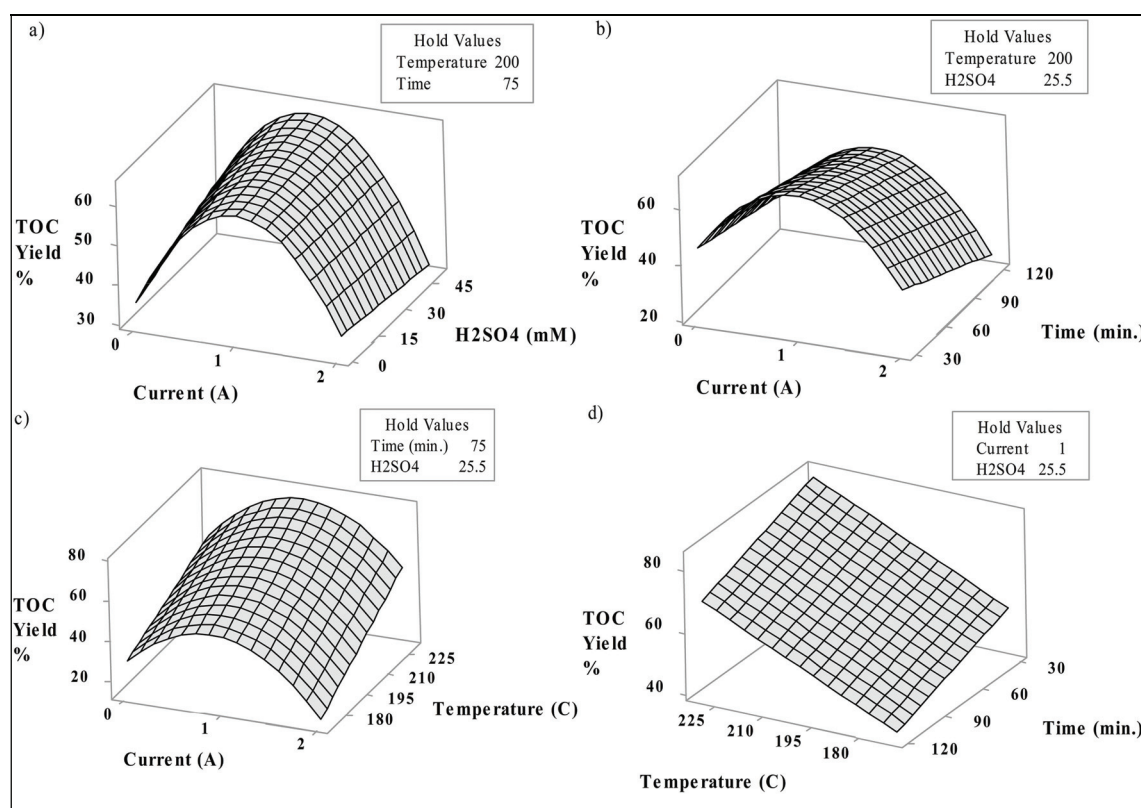 a)
Hold Values
Temperature 200
Time 75
60
50
40
30
TOC
Yield
%
0
1
2
Current (A)
0
15
30
45
H2SO4 (mM)
b)
Hold Values
Temperature 200
H2SO4 25.5
60
40
20
TOC
Yield
%
0
1
2
Current (A)
30
60
90
120
Time (min.)
c)
Hold Values
Time (min.) 75
H2SO4 25.5
80
60
40
20
TOC
Yield
%
0
1
2
Current (A)
180
195
210
225
Temperature (C)
d)
Hold Values
Current 1
H2SO4 25.5
80
60
40
TOC
Yield
%
225
210
195
180
Temperature (C)
120
90
60
30
Time (min.)